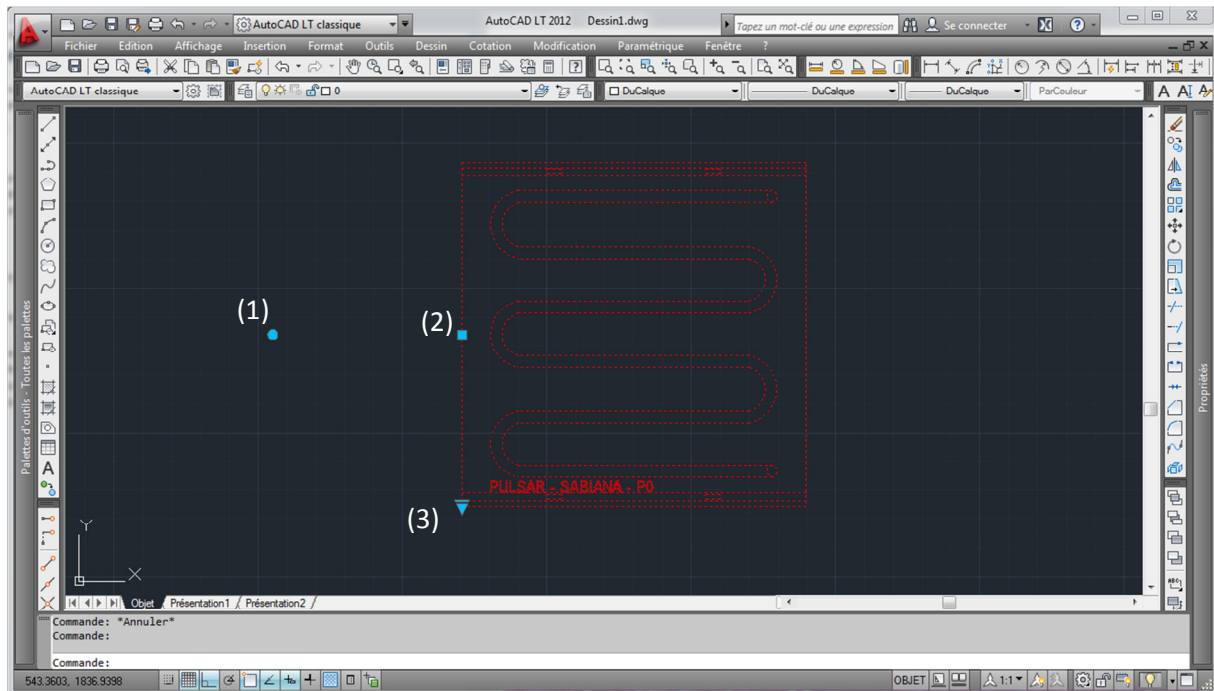 AutoCAD LT classique AutoCAD LT 2012 Dessin1.dwg Tapez un mot-clé ou une expression Se connecter
Fichier Edition Affichage Insertion Format Outils Dessin Cotation Modification Paramétrique Fenêtre ?
AutoCAD LT classique 0 DuCalque DuCalque DuCalque ParCouleur
Palettes d'outils - Toutes les palettes
(1)
(2)
PULSAR - SABIANA - P0
(3)
Y
X
Propriétés
Objet Présentation1 Présentation2
Commande: *Annuler*
Commande:
Commande:
543.3603, 1836.9398 OBJET 1:1